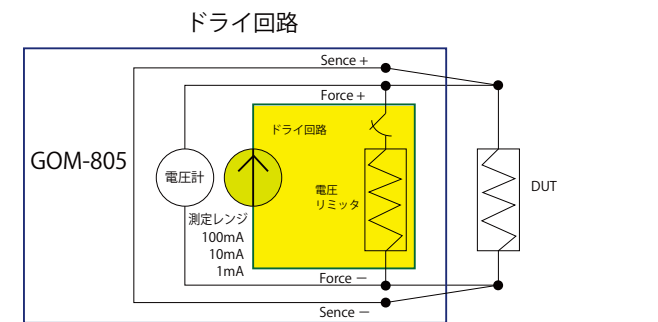 ドライ回路
Sence +
Force +
ドライ回路
GOM-805
電圧計
電圧
リミッタ
DUT
測定レンジ
100mA
10mA
1mA
Force −
Sence −